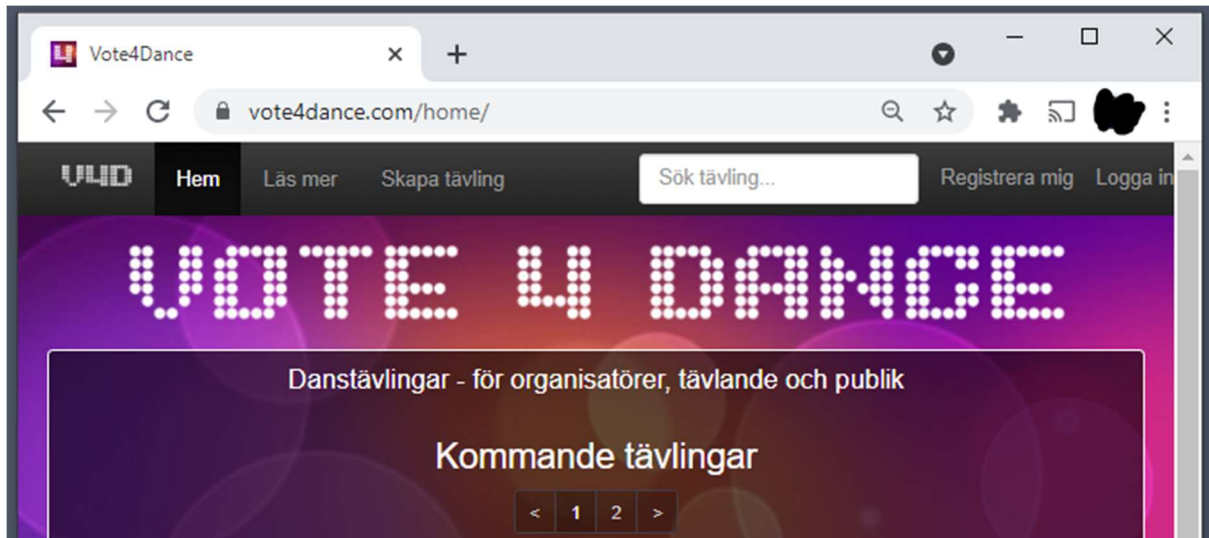 Vote4Dance
vote4dance.com/home/
V4D Hem Läs mer Skapa tävling Sök tävling... Registrera mig Logga in
VOTE 4 DANCE
Danstävlingar - för organisatörer, tävlande och publik
Kommande tävlingar
< 1 2 >